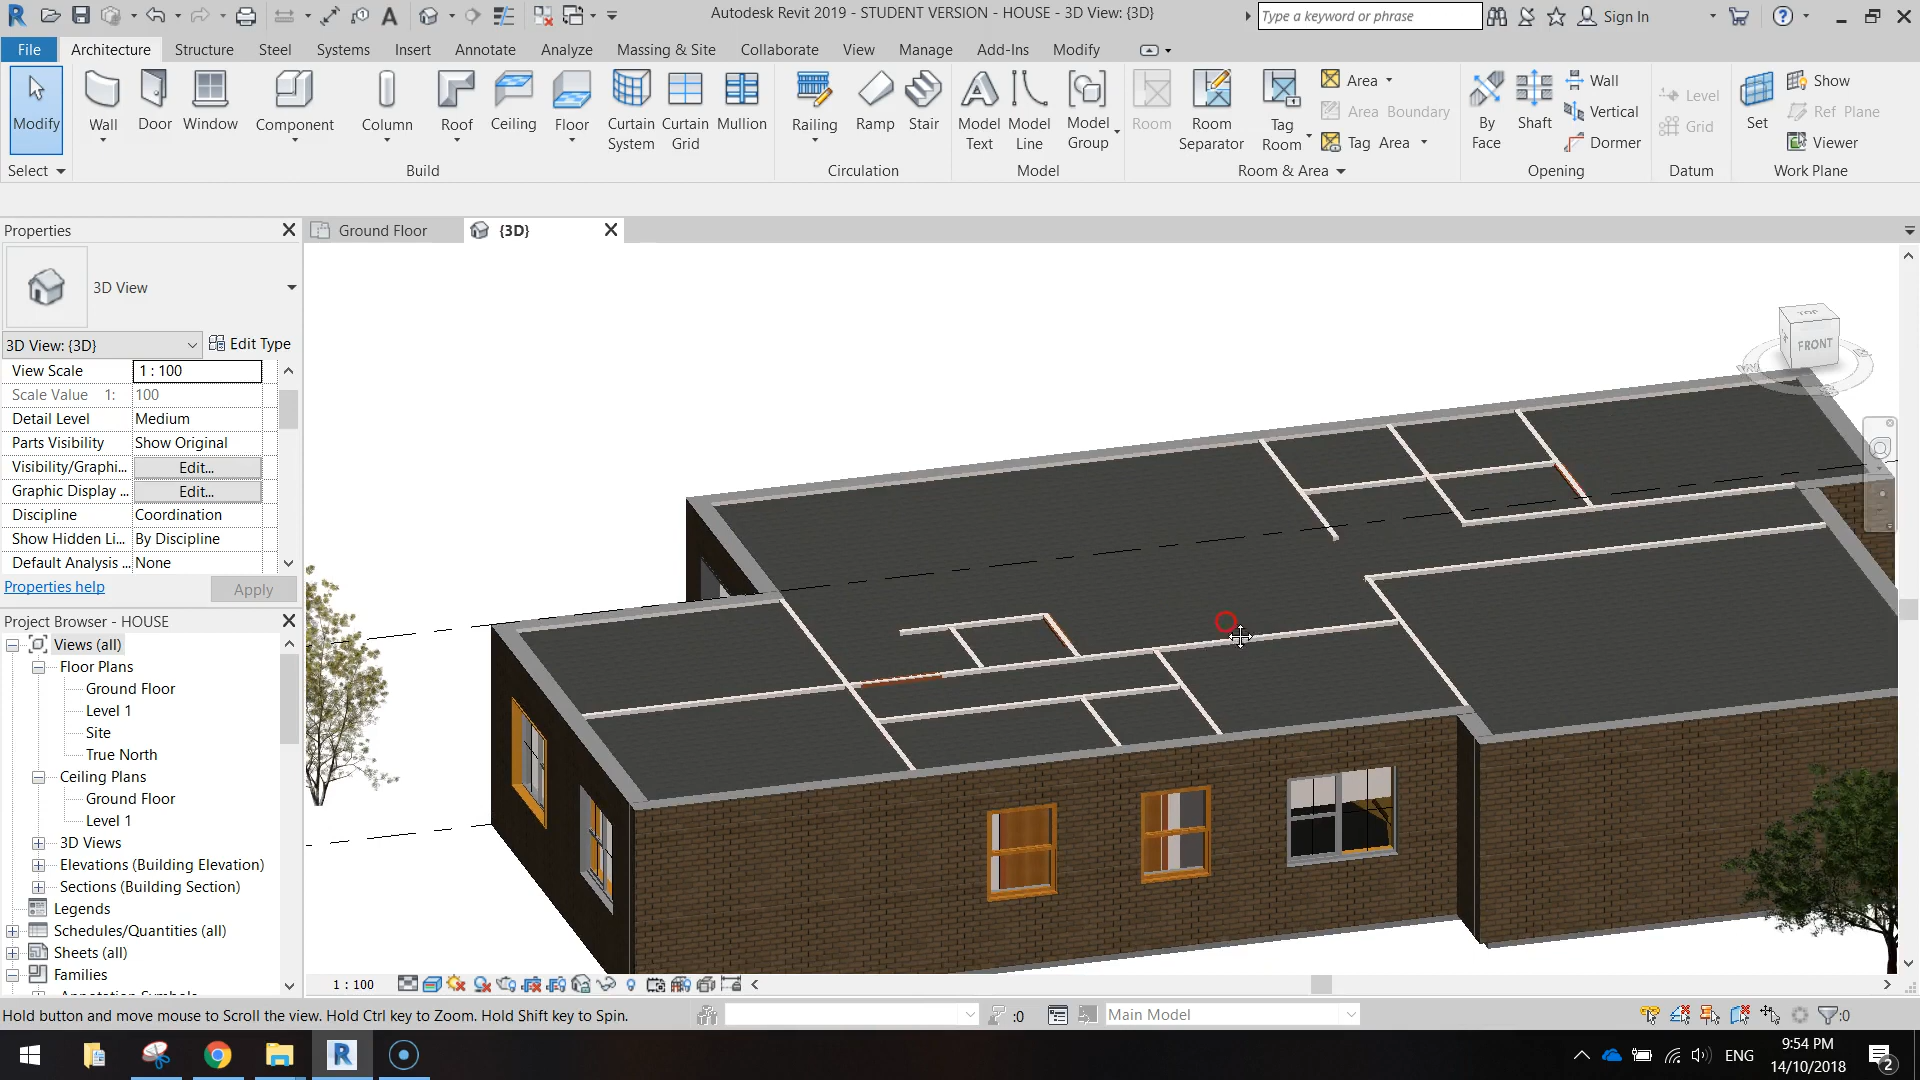 Autodesk Revit 2019 - STUDENT VERSION - HOUSE - 3D View: {3D}
Type a keyword or phrase
Sign In
File
Architecture
Structure
Steel
Systems
Insert
Annotate
Analyze
Massing & Site
Collaborate
View
Manage
Add-Ins
Modify
Modify
Wall
Door
Window
Component
Column
Roof
Ceiling
Floor
Curtain System
Curtain Grid
Mullion
Railing
Ramp
Stair
Model Text
Model Line
Model Group
Room
Room Separator
Tag Room
Area
Area Boundary
Tag Area
By Face
Shaft
Wall
Vertical
Dormer
Level
Grid
Set
Show
Ref Plane
Viewer
Select
Build
Circulation
Model
Room & Area
Opening
Datum
Work Plane
Properties
Ground Floor
{3D}
3D View
3D View: {3D}
Edit Type
View Scale 1 : 100
Scale Value 1: 100
Detail Level Medium
Parts Visibility Show Original
Visibility/Graphi... Edit...
Graphic Display ... Edit...
Discipline Coordination
Show Hidden Li... By Discipline
Default Analysis ... None
Properties help
Apply
Project Browser - HOUSE
Views (all)
Floor Plans
Ground Floor
Level 1
Site
True North
Ceiling Plans
Ground Floor
Level 1
3D Views
Elevations (Building Elevation)
Sections (Building Section)
Legends
Schedules/Quantities (all)
Sheets (all)
Families
TOP
FRONT
1 : 100
Hold button and move mouse to Scroll the view. Hold Ctrl key to Zoom. Hold Shift key to Spin.
:0
Main Model
:0
ENG
9:54 PM
14/10/2018
2